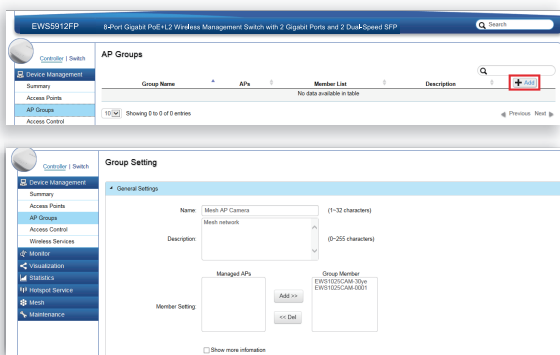 EWS5912FP
8-Port Gigabit PoE+L2 Wireless Management Switch with 2 Gigabit Ports and 2 Dual-Speed SFP
Search
Controller | Switch
AP Groups
Device Management
Summary
Access Points
AP Groups
Access Control
Group Name
APs
Member List
Description
Add
No data available in table
10
Showing 0 to 0 of 0 entries
Previous Next
Controller | Switch
Group Setting
Device Management
Summary
Access Points
AP Groups
Access Control
Wireless Services
Monitor
Visualization
Statistics
Hotspot Service
Mesh
Maintenance
General Settings
Name: Mesh AP Camera (1~32 characters)
Description: Mesh network (0~255 characters)
Managed APs
Group Member
Member Setting:
Add >>
<< Del
EWS1025CAM-30ye
EWS1025CAM-0001
Show more infomation